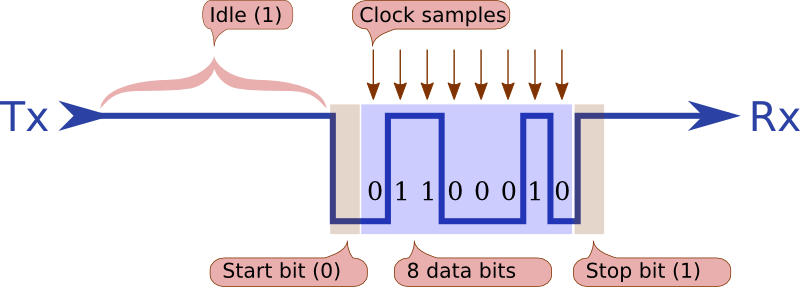 Idle (1)
Clock samples
Tx
Rx
0 1 1 0 0 0 1 0
Start bit (0)
8 data bits
Stop bit (1)